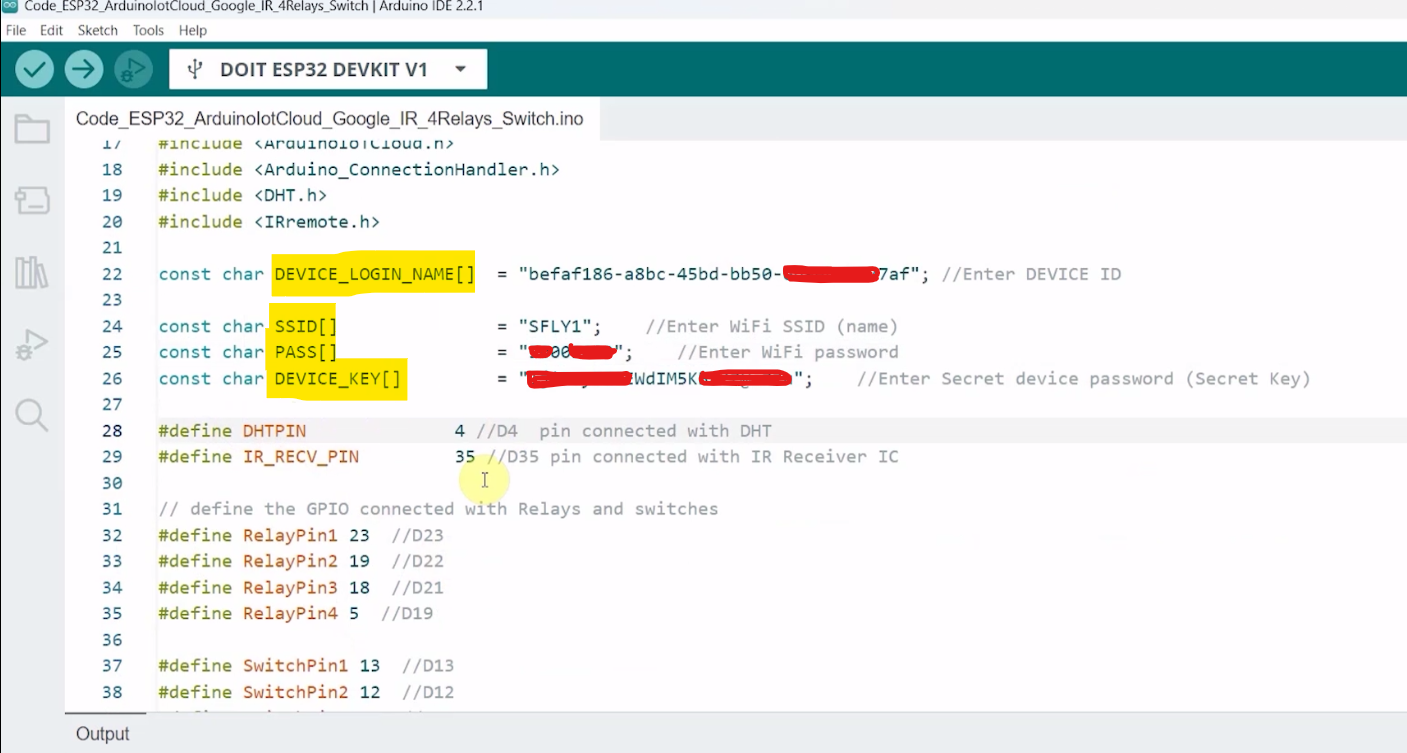 Code_ESP32_ArduinoIotCloud_Google_IR_4Relays_Switch | Arduino IDE 2.2.1
File Edit Sketch Tools Help
DOIT ESP32 DEVKIT V1
Code_ESP32_ArduinoIotCloud_Google_IR_4Relays_Switch.ino
17 #include <ArduinoIoTCloud.h>
18 #include <Arduino_ConnectionHandler.h>
19 #include <DHT.h>
20 #include <IRremote.h>
21
22 const char DEVICE_LOGIN_NAME[] = "befaf186-a8bc-45bd-bb50-7af"; //Enter DEVICE ID
23
24 const char SSID[] = "SFLY1"; //Enter WiFi SSID (name)
25 const char PASS[] = "00"; //Enter WiFi password
26 const char DEVICE_KEY[] = "WdIM5K"; //Enter Secret device password (Secret Key)
27
28 #define DHTPIN 4 //D4 pin connected with DHT
29 #define IR_RECV_PIN 35 //D35 pin connected with IR Receiver IC
30
31 // define the GPIO connected with Relays and switches
32 #define RelayPin1 23 //D23
33 #define RelayPin2 19 //D22
34 #define RelayPin3 18 //D21
35 #define RelayPin4 5 //D19
36
37 #define SwitchPin1 13 //D13
38 #define SwitchPin2 12 //D12
Output